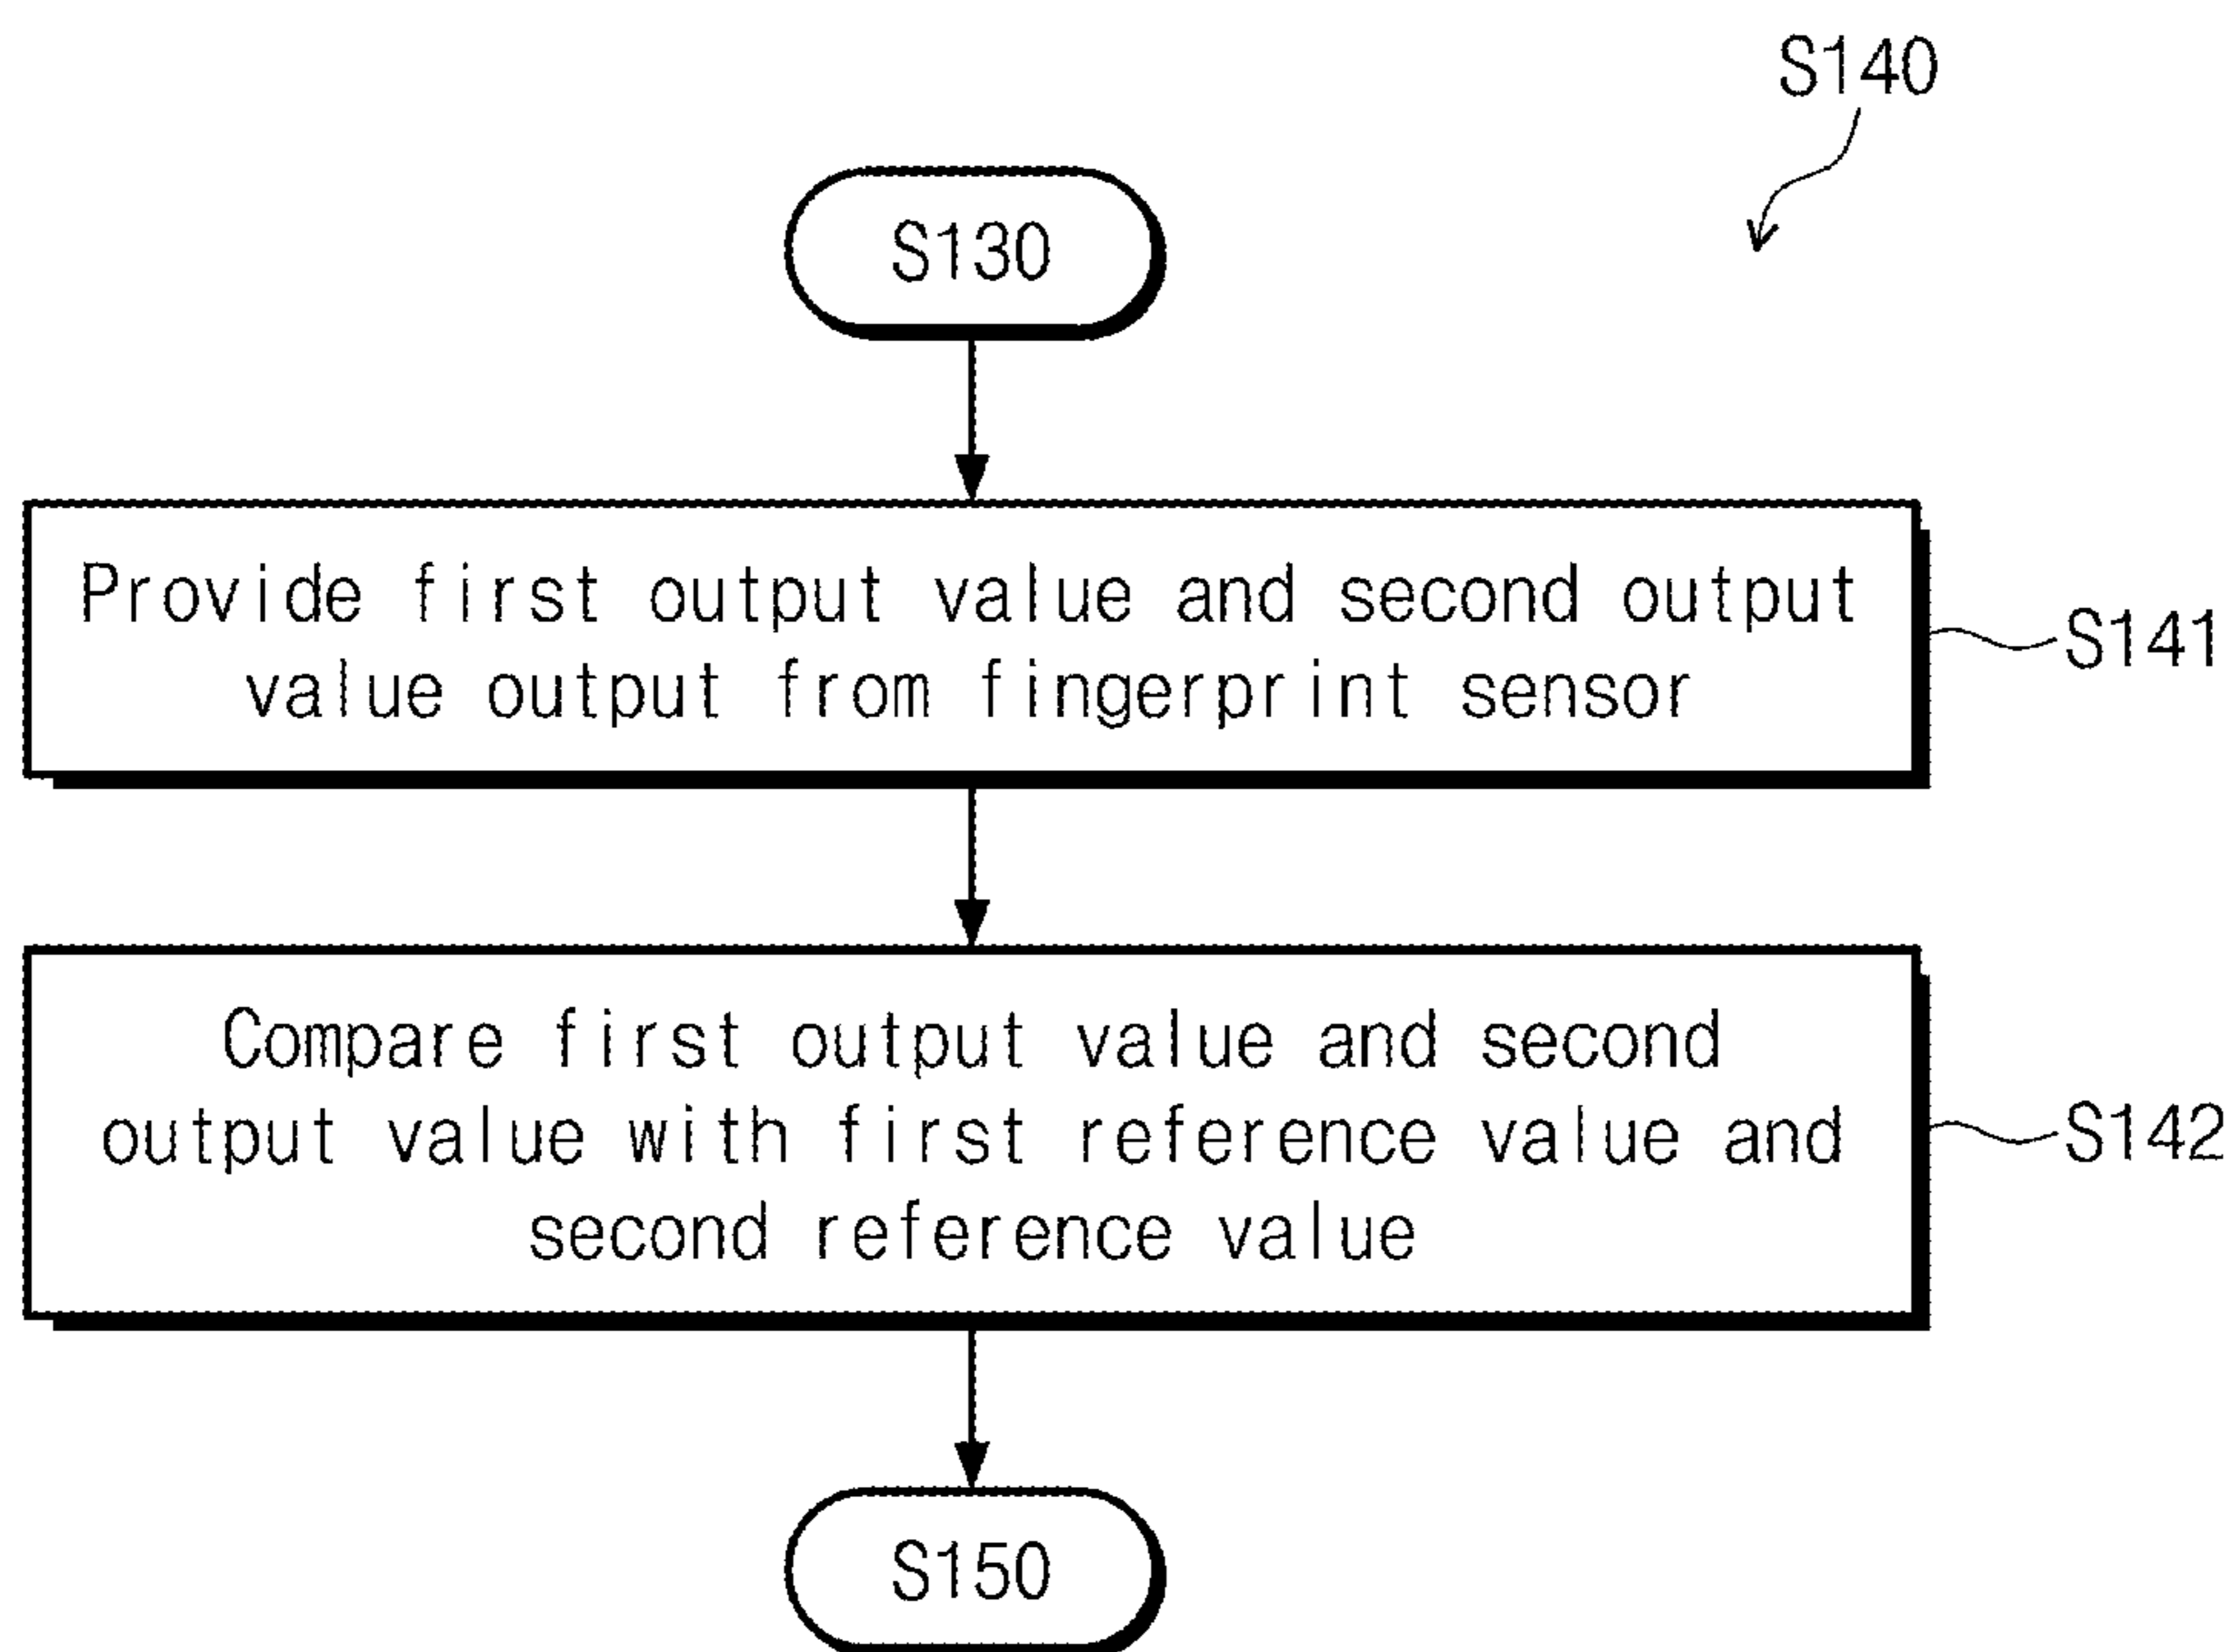 S140
S130
Provide first output value and second output
value output from fingerprint sensor
S141
Compare first output value and second
output value with first reference value and
second reference value
S142
S150